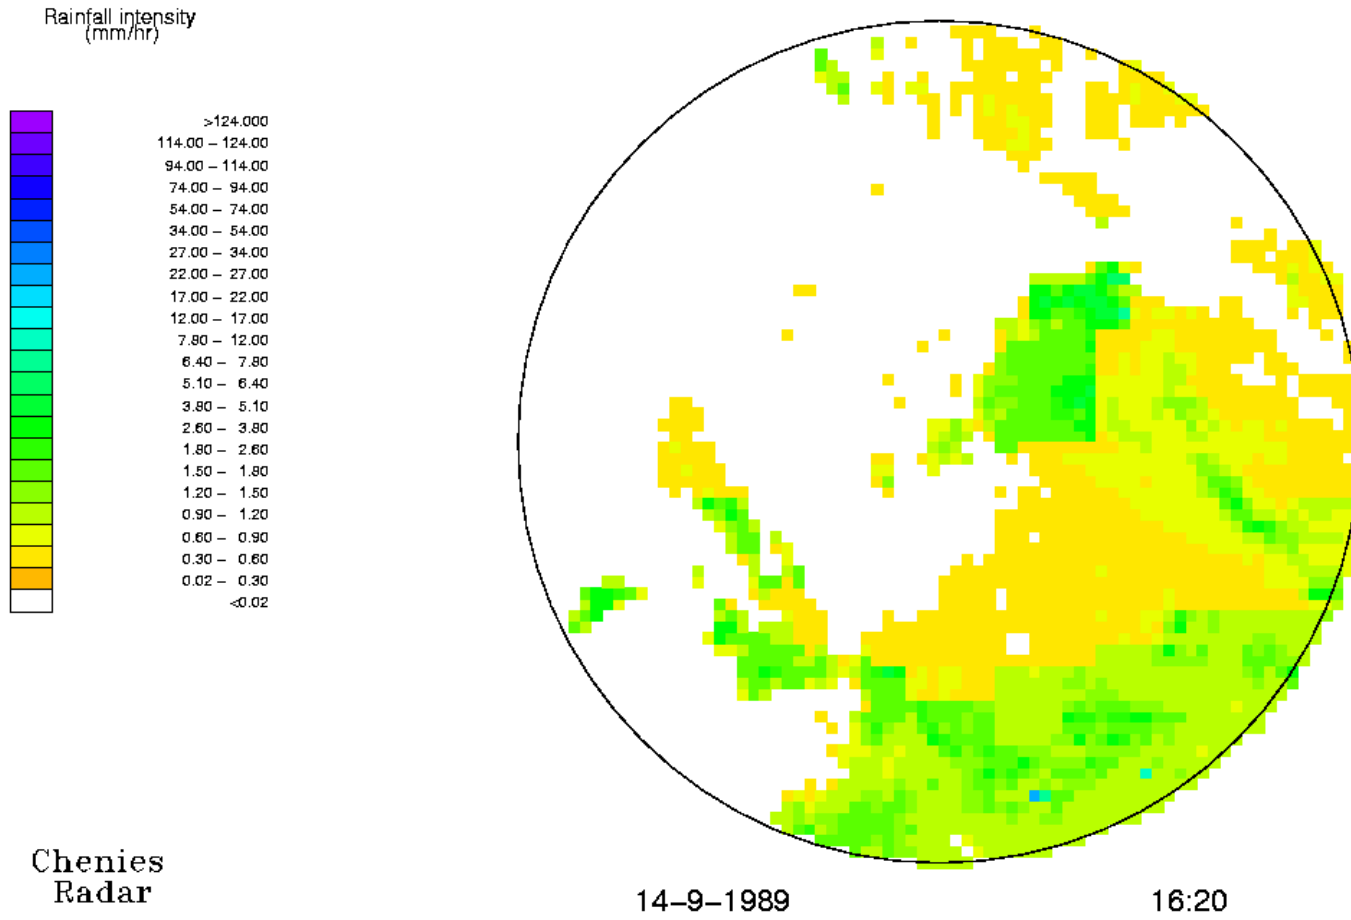 Rainfall intensity
(mm/hr)
>124.000
114.00 – 124.00
94.00 – 114.00
74.00 – 94.00
54.00 – 74.00
34.00 – 54.00
27.00 – 34.00
22.00 – 27.00
17.00 – 22.00
12.00 – 17.00
7.80 – 12.00
6.40 – 7.80
5.10 – 6.40
3.80 – 5.10
2.60 – 3.80
1.80 – 2.60
1.50 – 1.80
1.20 – 1.50
0.90 – 1.20
0.60 – 0.90
0.30 – 0.60
0.02 – 0.30
<0.02
Chenies
Radar
14-9-1989 16:20